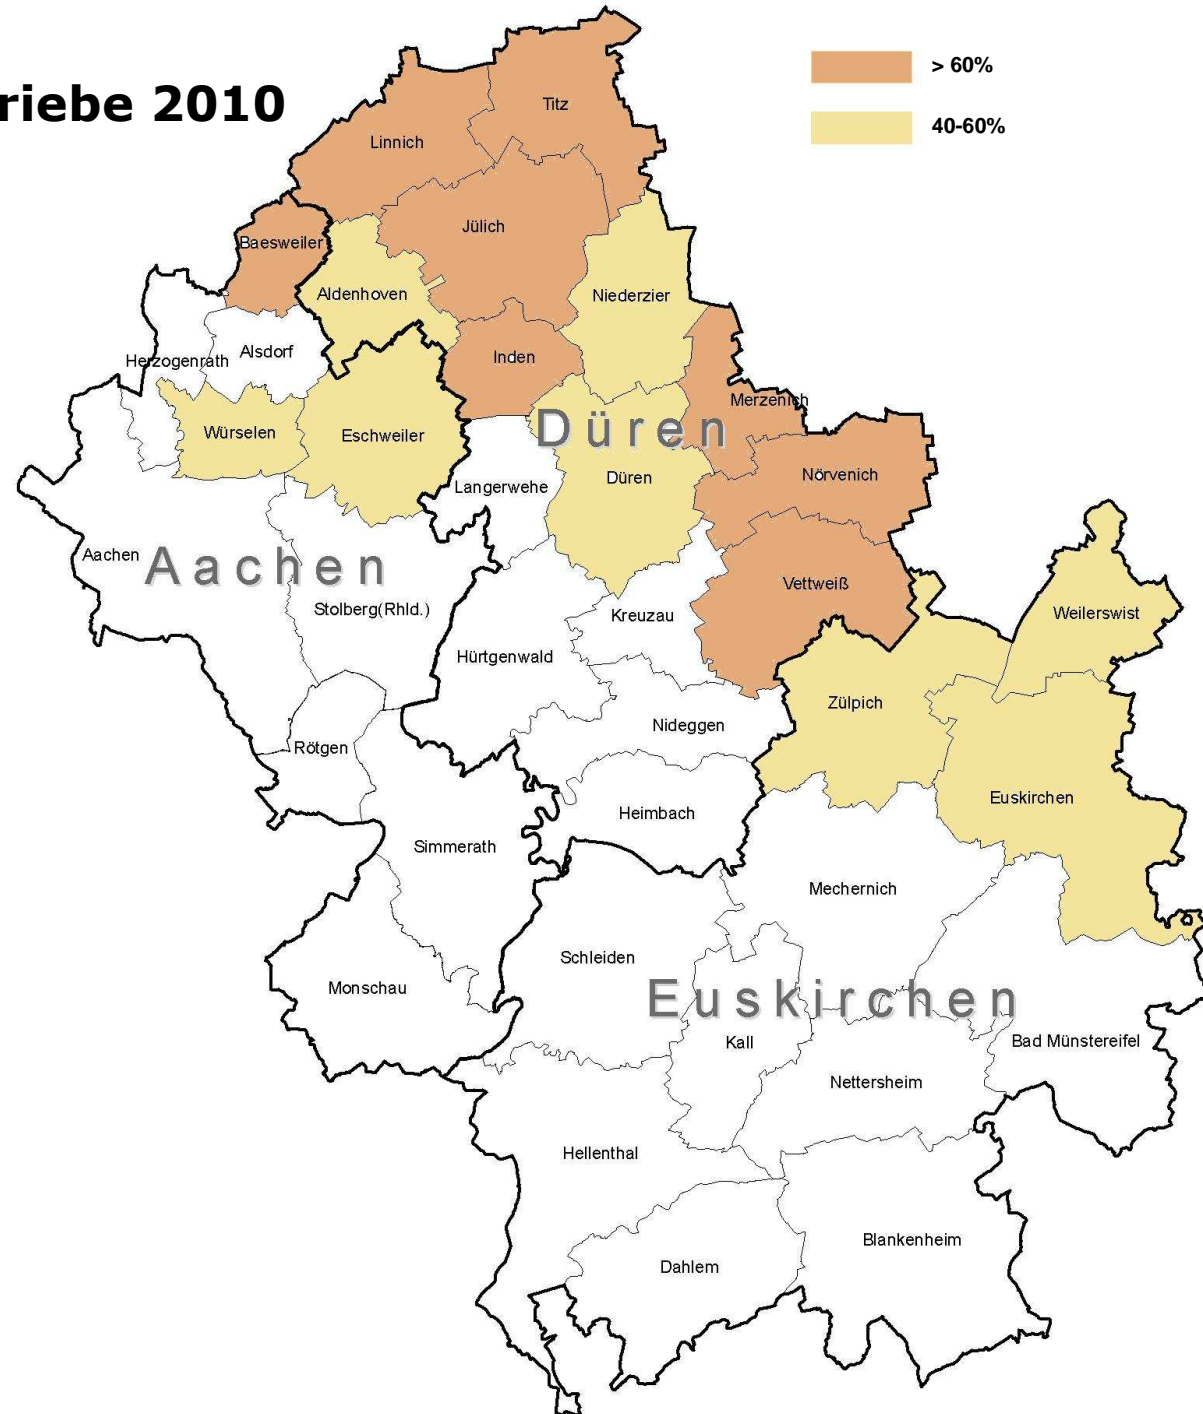 > 60%
riebe 2010
40-60%
Titz
Linnich
Jülich
Baesweiler
Aldenhoven
Niederzier
Alsdorf
Inden
Herzogenrath
Merzenich
Düren
Würselen
Eschweiler
Nörvenich
Düren
Langerwehe
Aachen
Aachen
Vettweiß
Stolberg(Rhld.)
Kreuzau
Weilerswist
Hürtgenwald
Zülpich
Nideggen
Rötgen
Euskirchen
Heimbach
Simmerath
Mechernich
Schleiden
Monschau
Euskirchen
Kall
Bad Münstereifel
Nettersheim
Hellenthal
Blankenheim
Dahlem